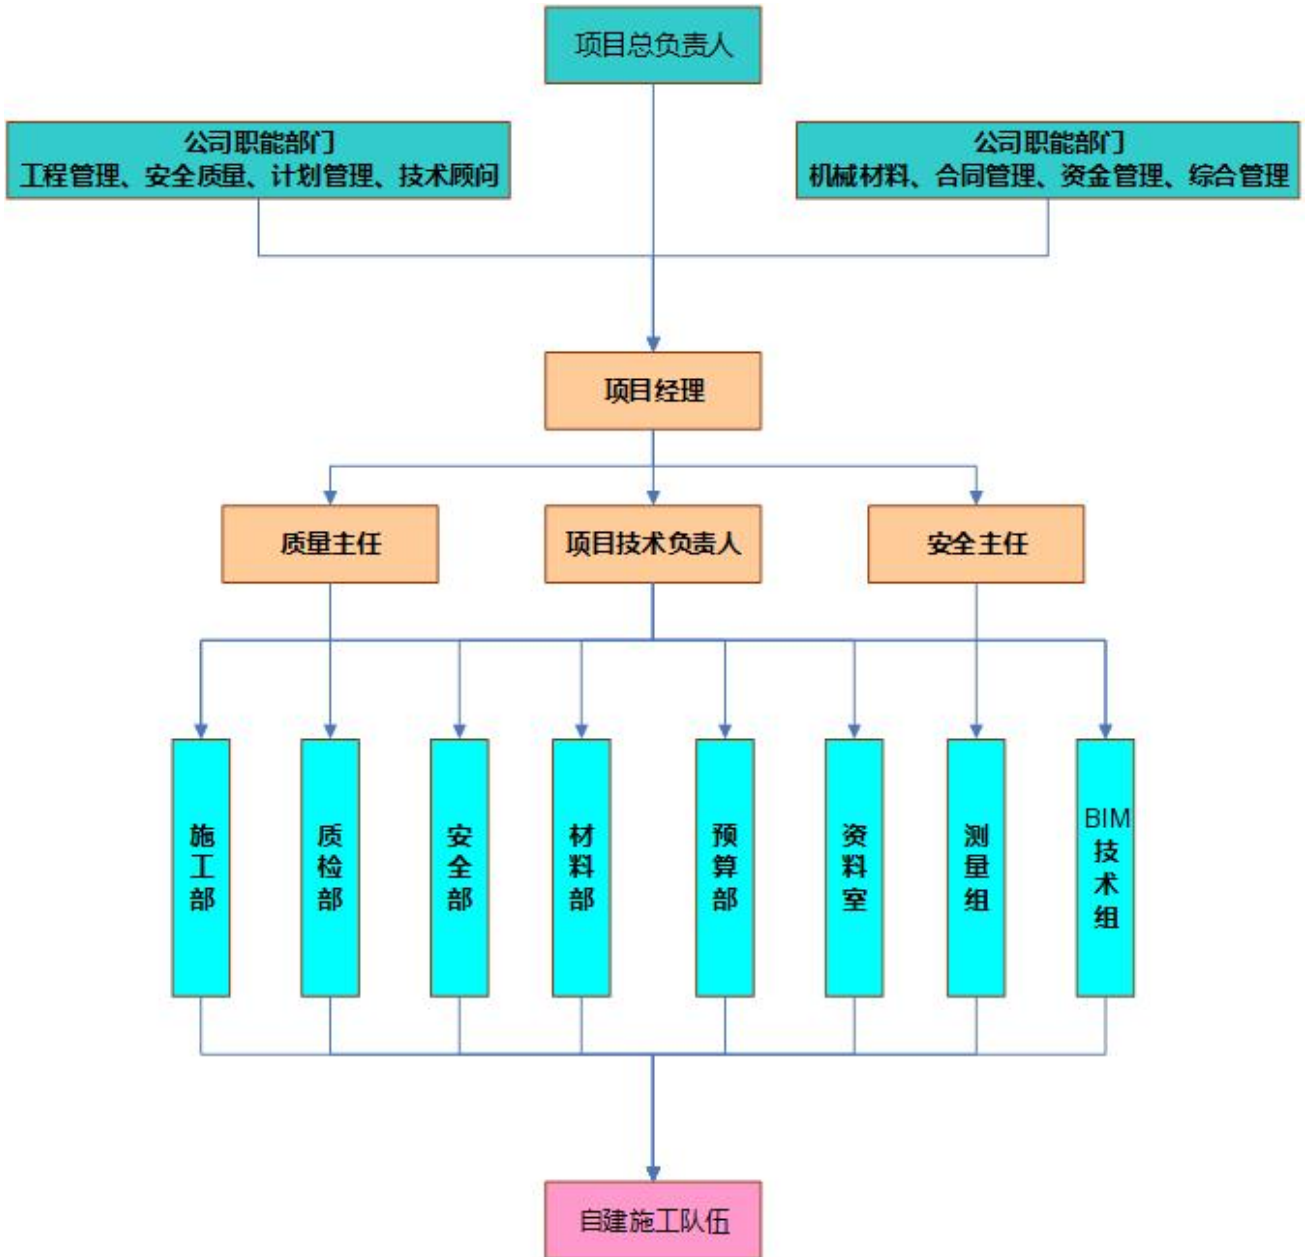 项目总负责人
公司职能部门
工程管理、安全质量、计划管理、技术顾问
公司职能部门
机械材料、合同管理、资金管理、综合管理
项目经理
质量主任
项目技术负责人
安全主任
施工部
质检部
安全部
材料部
预算部
资料室
测量组
BIM技术组
自建施工队伍